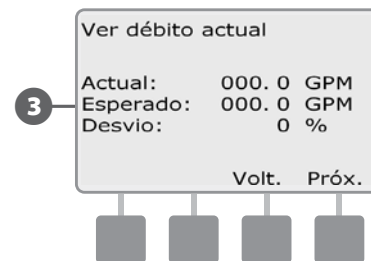 Ver débito actual
3
Actual: 000. 0 GPM
Esperado: 000. 0 GPM
Desvio: 0 %
Volt. Próx.